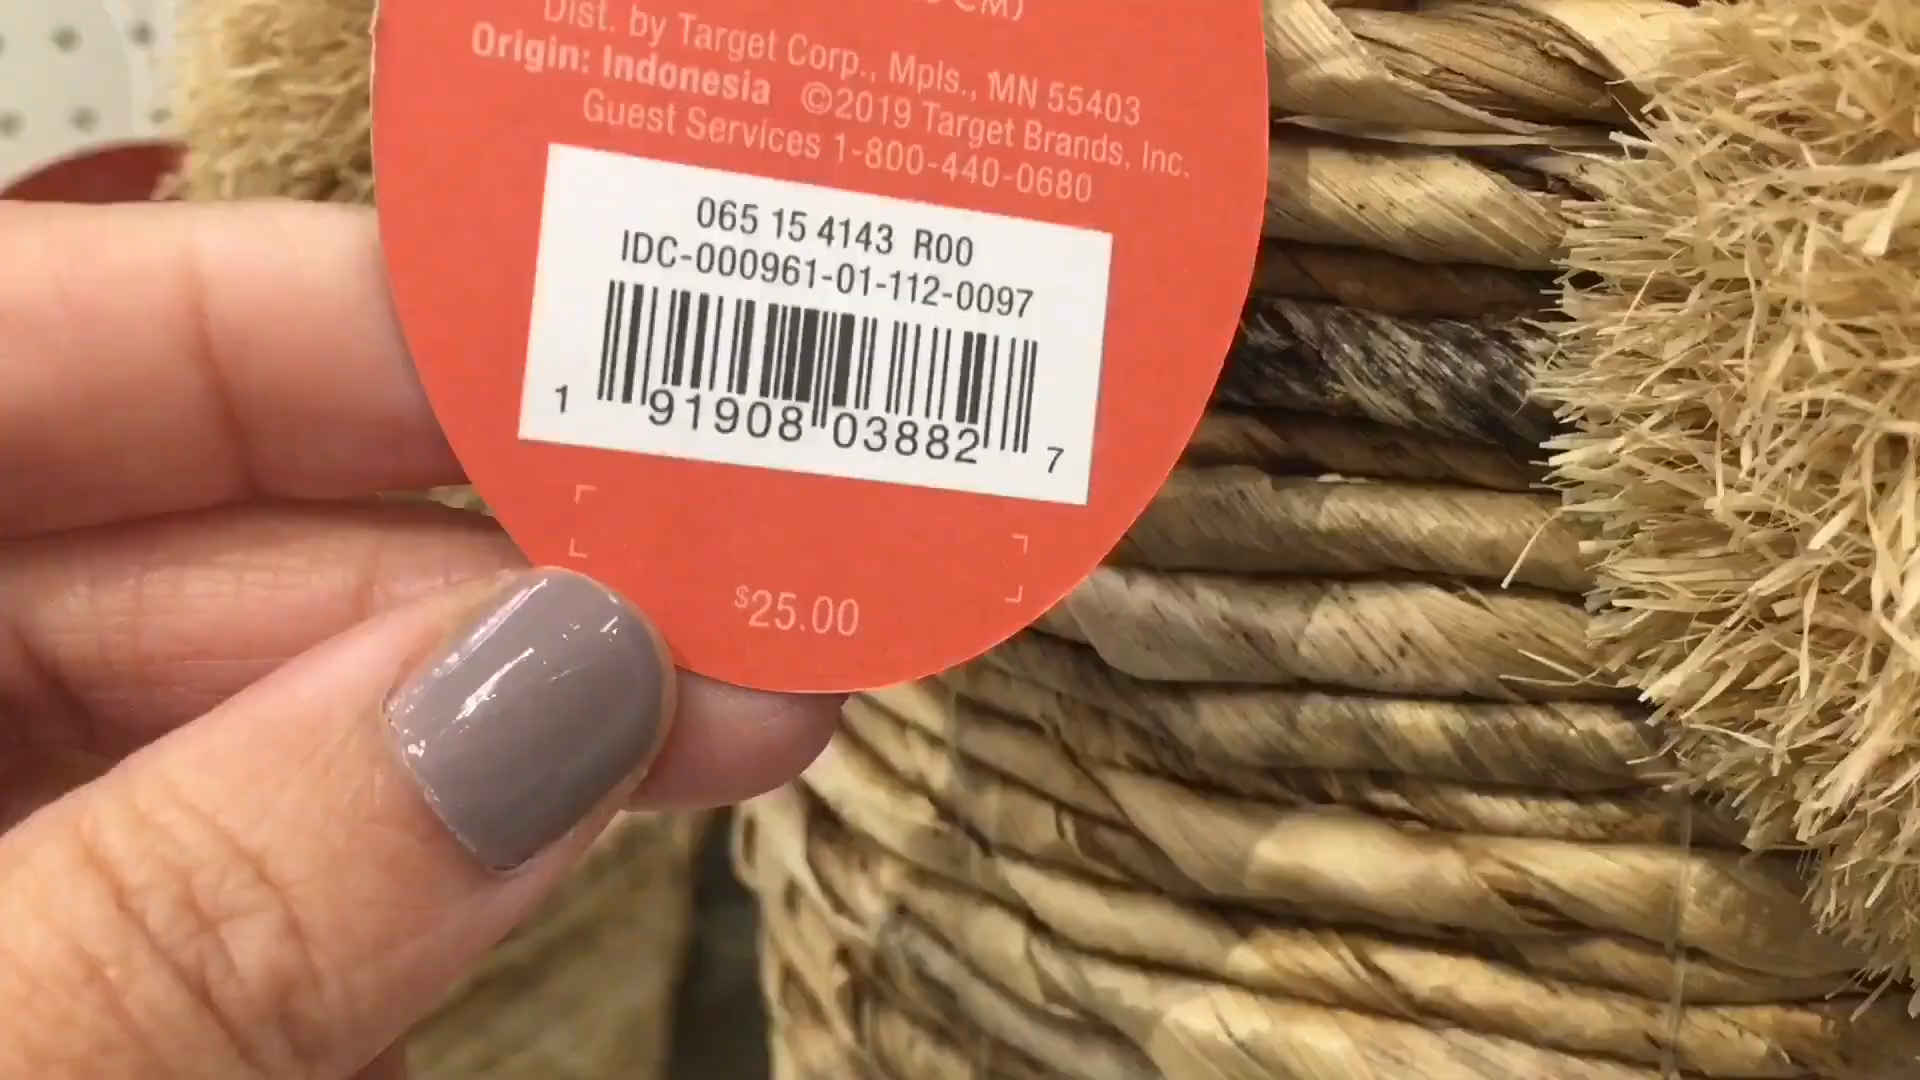 CM)
Dist. by Target Corp., Mpls., MN 55403
Origin: Indonesia ©2019 Target Brands, Inc.
Guest Services 1-800-440-0680
065 15 4143 R00
IDC-000961-01-112-0097
1 91908 03882 7
$25.00